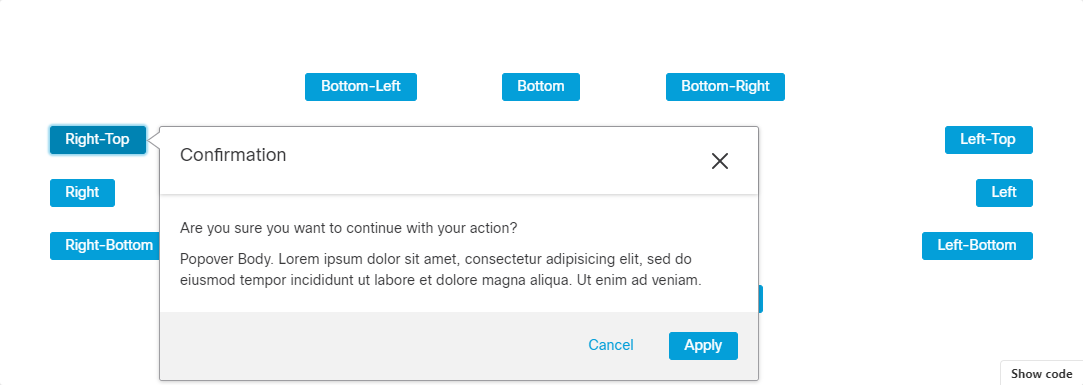 Bottom-Left
Bottom
Bottom-Right
Right-Top
Left-Top
Confirmation
Right
Left
Are you sure you want to continue with your action?
Right-Bottom
Left-Bottom
Popover Body. Lorem ipsum dolor sit amet, consectetur adipisicing elit, sed do
eiusmod tempor incididunt ut labore et dolore magna aliqua. Ut enim ad veniam.
Cancel
Apply
Show code